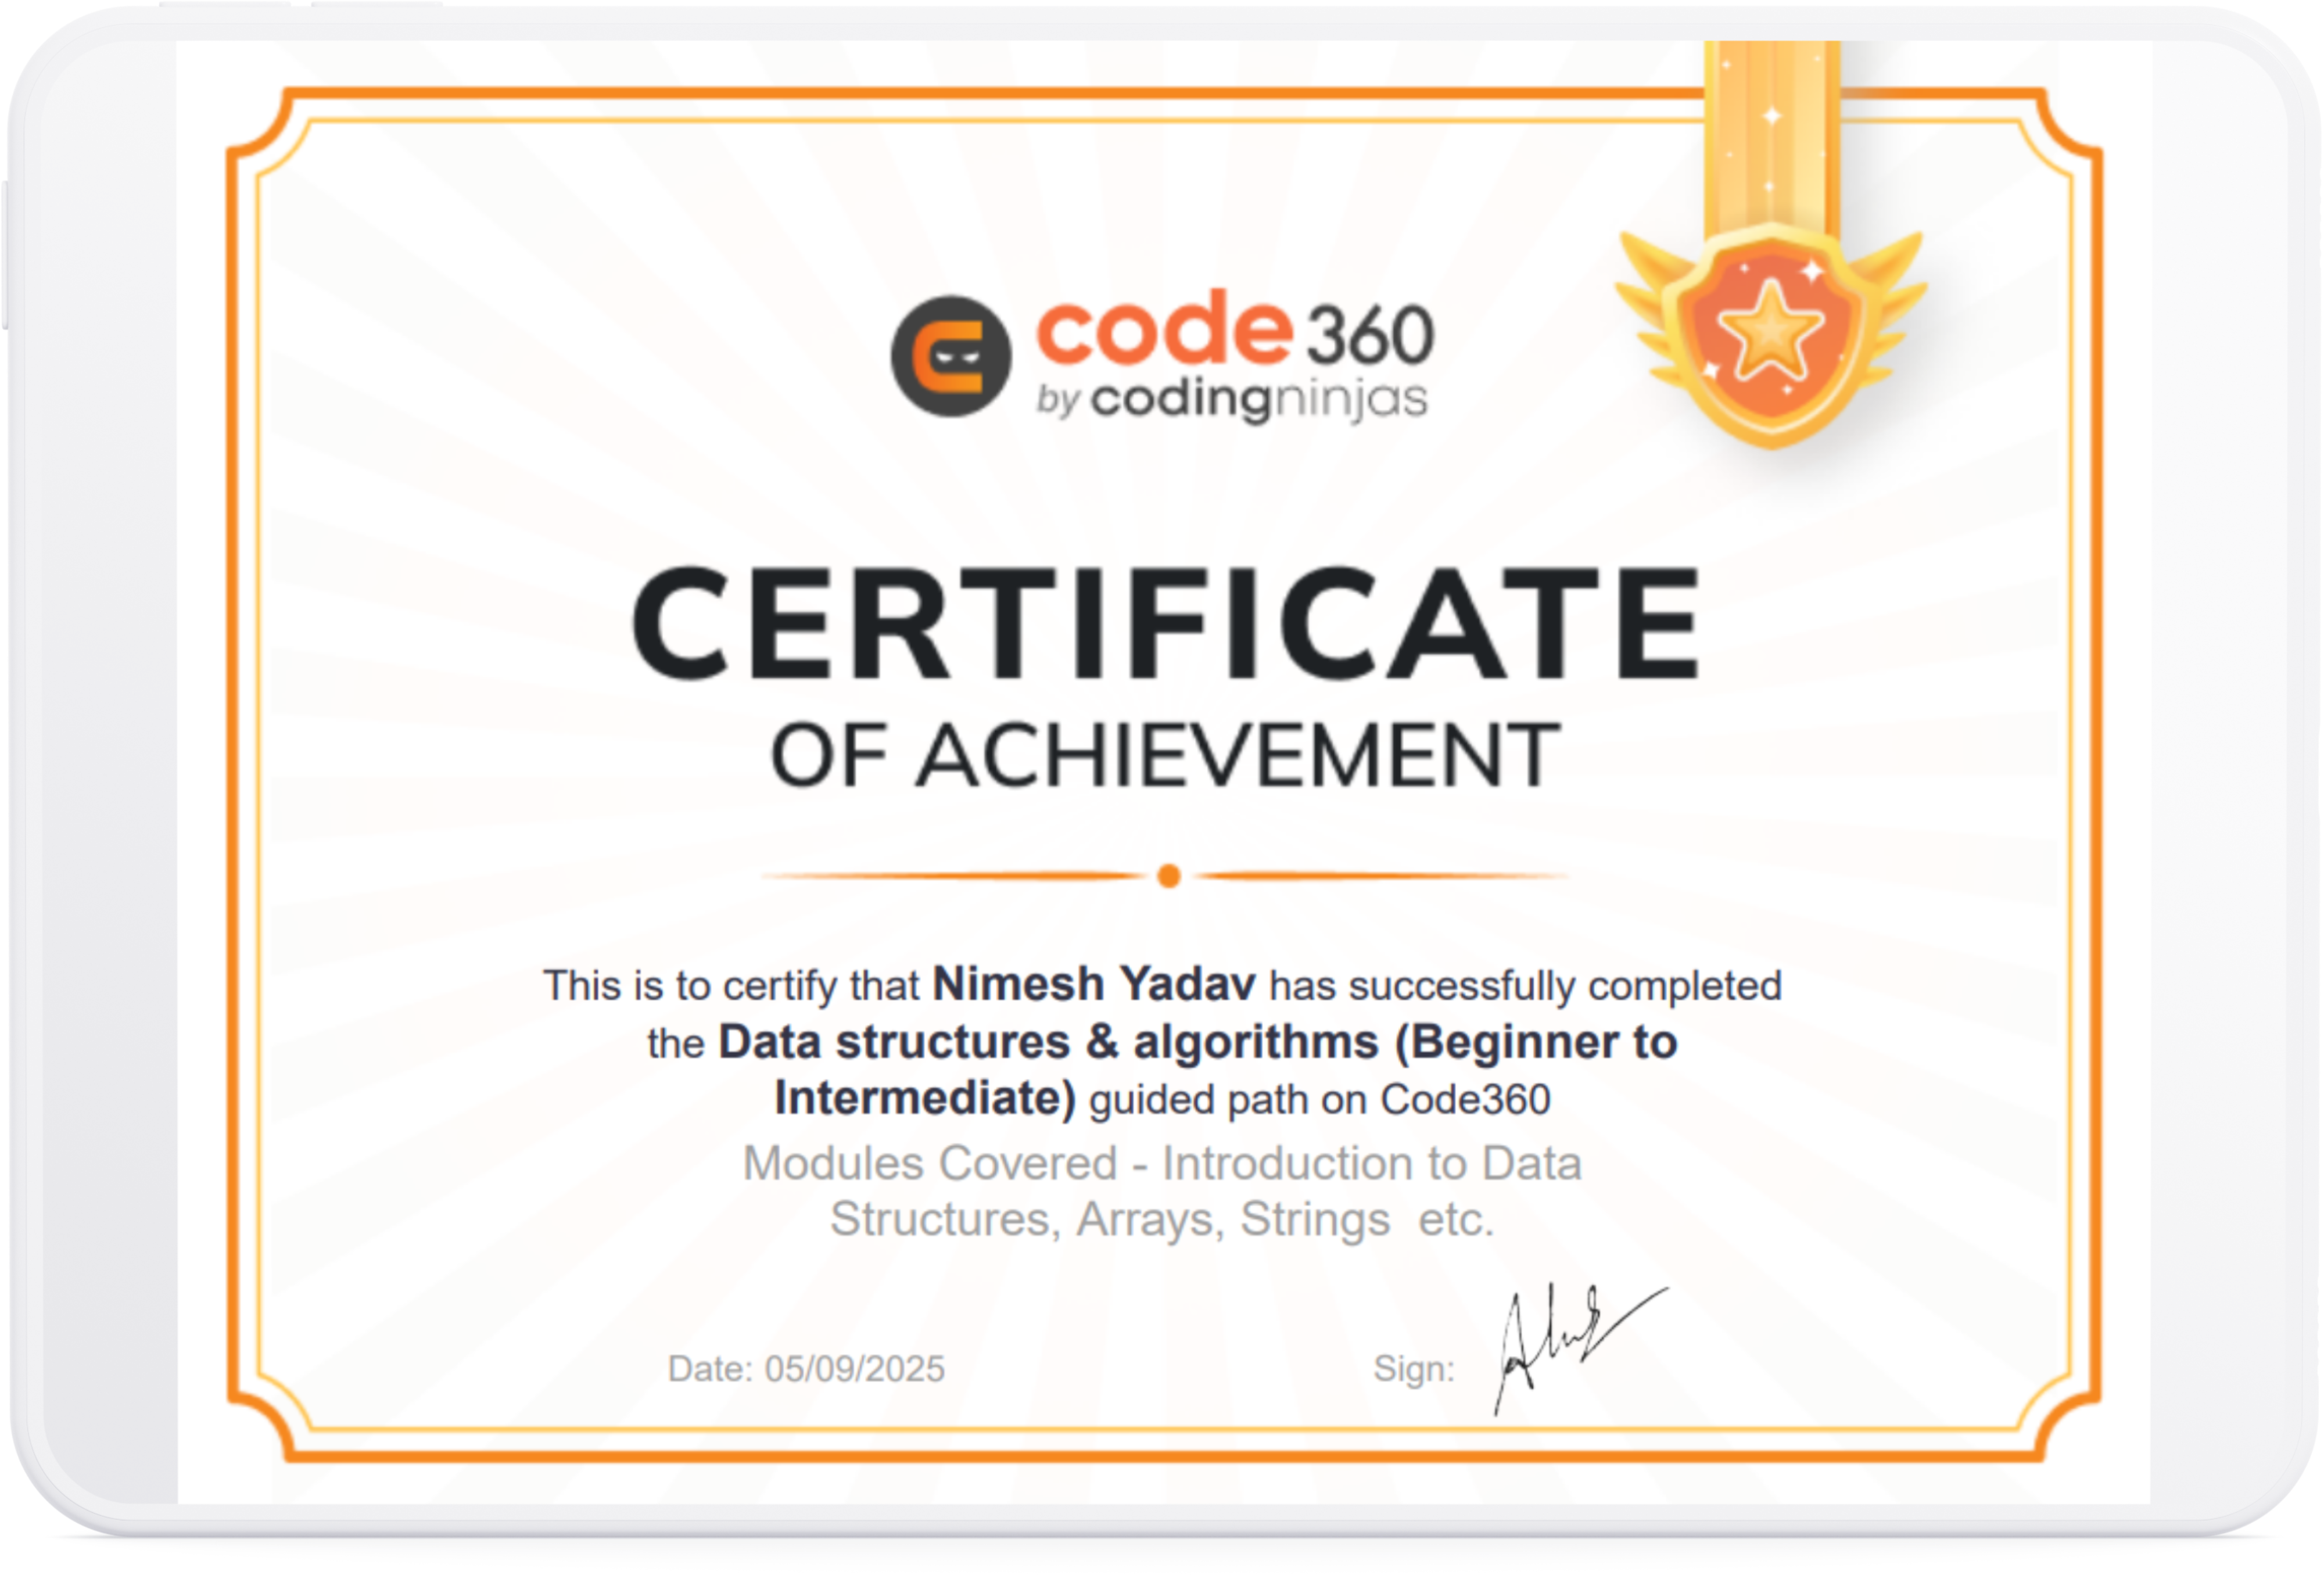 code 360
by codingninjas
CERTIFICATE
OF ACHIEVEMENT
This is to certify that Nimesh Yadav has successfully completed
the Data structures & algorithms (Beginner to
Intermediate) guided path on Code360
Modules Covered - Introduction to Data
Structures, Arrays, Strings etc.
Date: 05/09/2025
Sign: